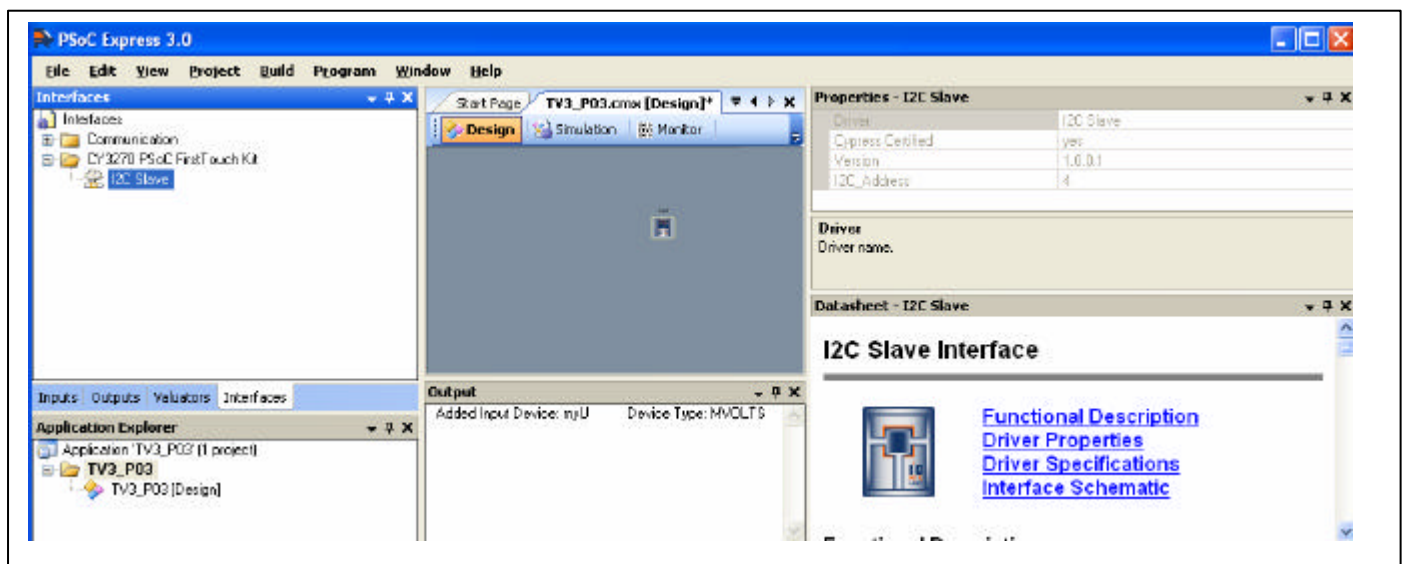 PSoC Express 3.0
File Edit View Project Build Program Window Help
Interfaces
Interfaces
Communication
CY3270 PSoC FirstTouch Kit
I2C Slave
Inputs Outputs Valuators Interfaces
Application Explorer
Application 'TV3_P03' (1 project)
TV3_P03
TV3_P03 [Design]
Start Page TV3_P03.cmx [Design]*
Design Simulation Monitor
Output
Added Input Device: myU Device Type: MVOLTS
Properties - I2C Slave
Driver I2C Slave
Cypress Certified yes
Version 1.0.0.1
I2C_Address 4
Driver
Driver name.
Datasheet - I2C Slave
I2C Slave Interface
Functional Description
Driver Properties
Driver Specifications
Interface Schematic